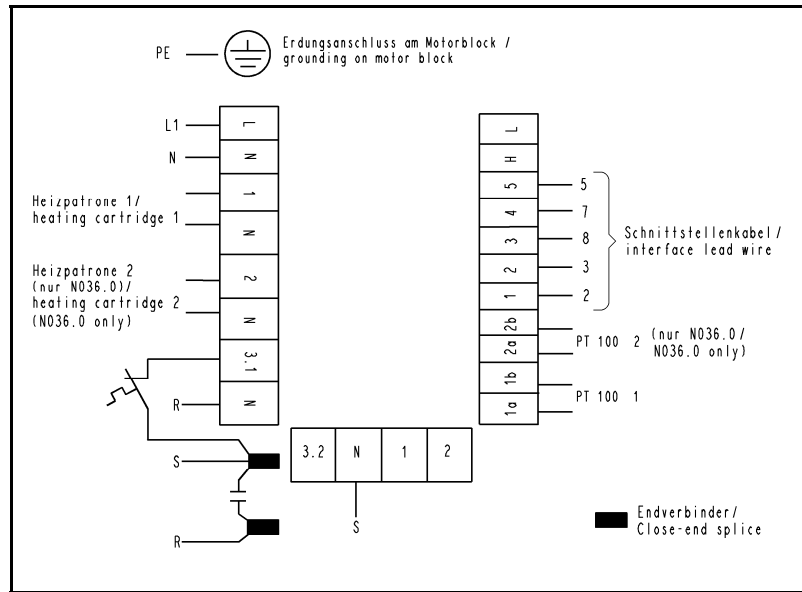 PE
Erdungsanschluss am Motorblock /
grounding on motor block
L1
L
N
N
Heizpatrone 1/
heating cartridge 1
1
N
Heizpatrone 2
(nur N036.0)/
heating cartridge 2
(N036.0 only)
2
N
3.1
R
N
S
R
3.2
N
1
2
S
L
H
5
5
4
7
3
8
2
3
1
2
Schnittstellenkabel /
interface lead wire
2b
2a
PT 100 2
(nur N036.0/
N036.0 only)
1b
1a
PT 100 1
Endverbinder/
Close-end splice